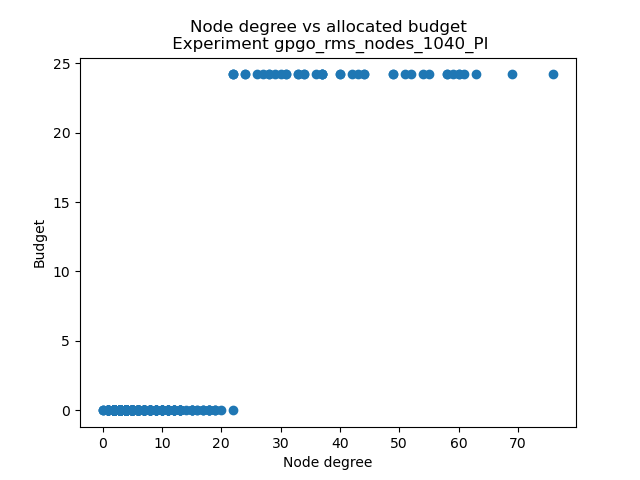 Node degree vs allocated budget
Experiment gpgo_rms_nodes_1040_PI
25
20
15
10
5
0
Budget
0 10 20 30 40 50 60 70
Node degree